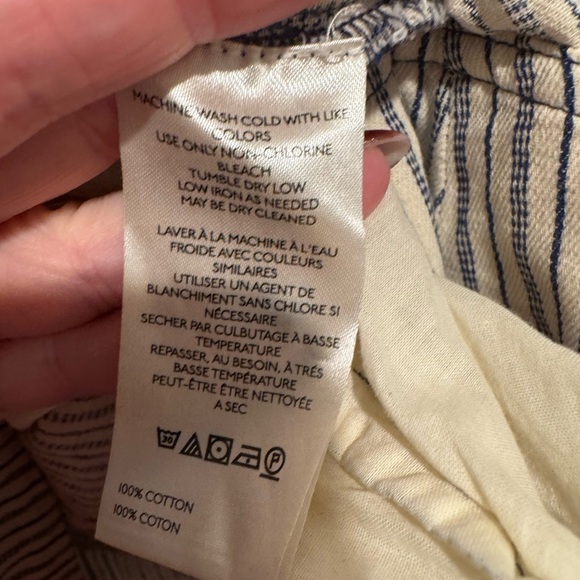 MACHINE WASH COLD WITH LIKE
COLORS
USE ONLY NON-CHLORINE
BLEACH
TUMBLE DRY LOW
LOW IRON AS NEEDED
MAY BE DRY CLEANED
LAVER À LA MACHINE À L'EAU
FROIDE AVEC COULEURS
SIMILAIRES
UTILISER UN AGENT DE
BLANCHIMENT SANS CHLORE SI
NÉCESSAIRE
SECHER PAR CULBUTAGE À BASSE
TEMPERATURE
REPASSER, AU BESOIN, À TRÉS
BASSE TEMPÉRATURE
PEUT-ÊTRE ÊTRE NETTOYÉE
A SEC
30 P
100% COTTON
100% COTON